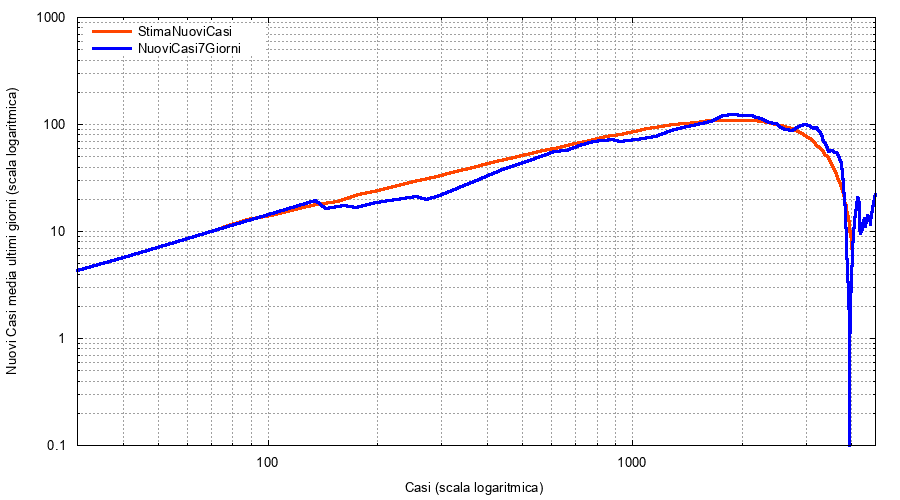 1000
StimaNuoviCasi
NuoviCasi7Giorni
100
10
1
0.1
Nuovi Casi media ultimi giorni (scala logaritmica)
100
1000
Casi (scala logaritmica)